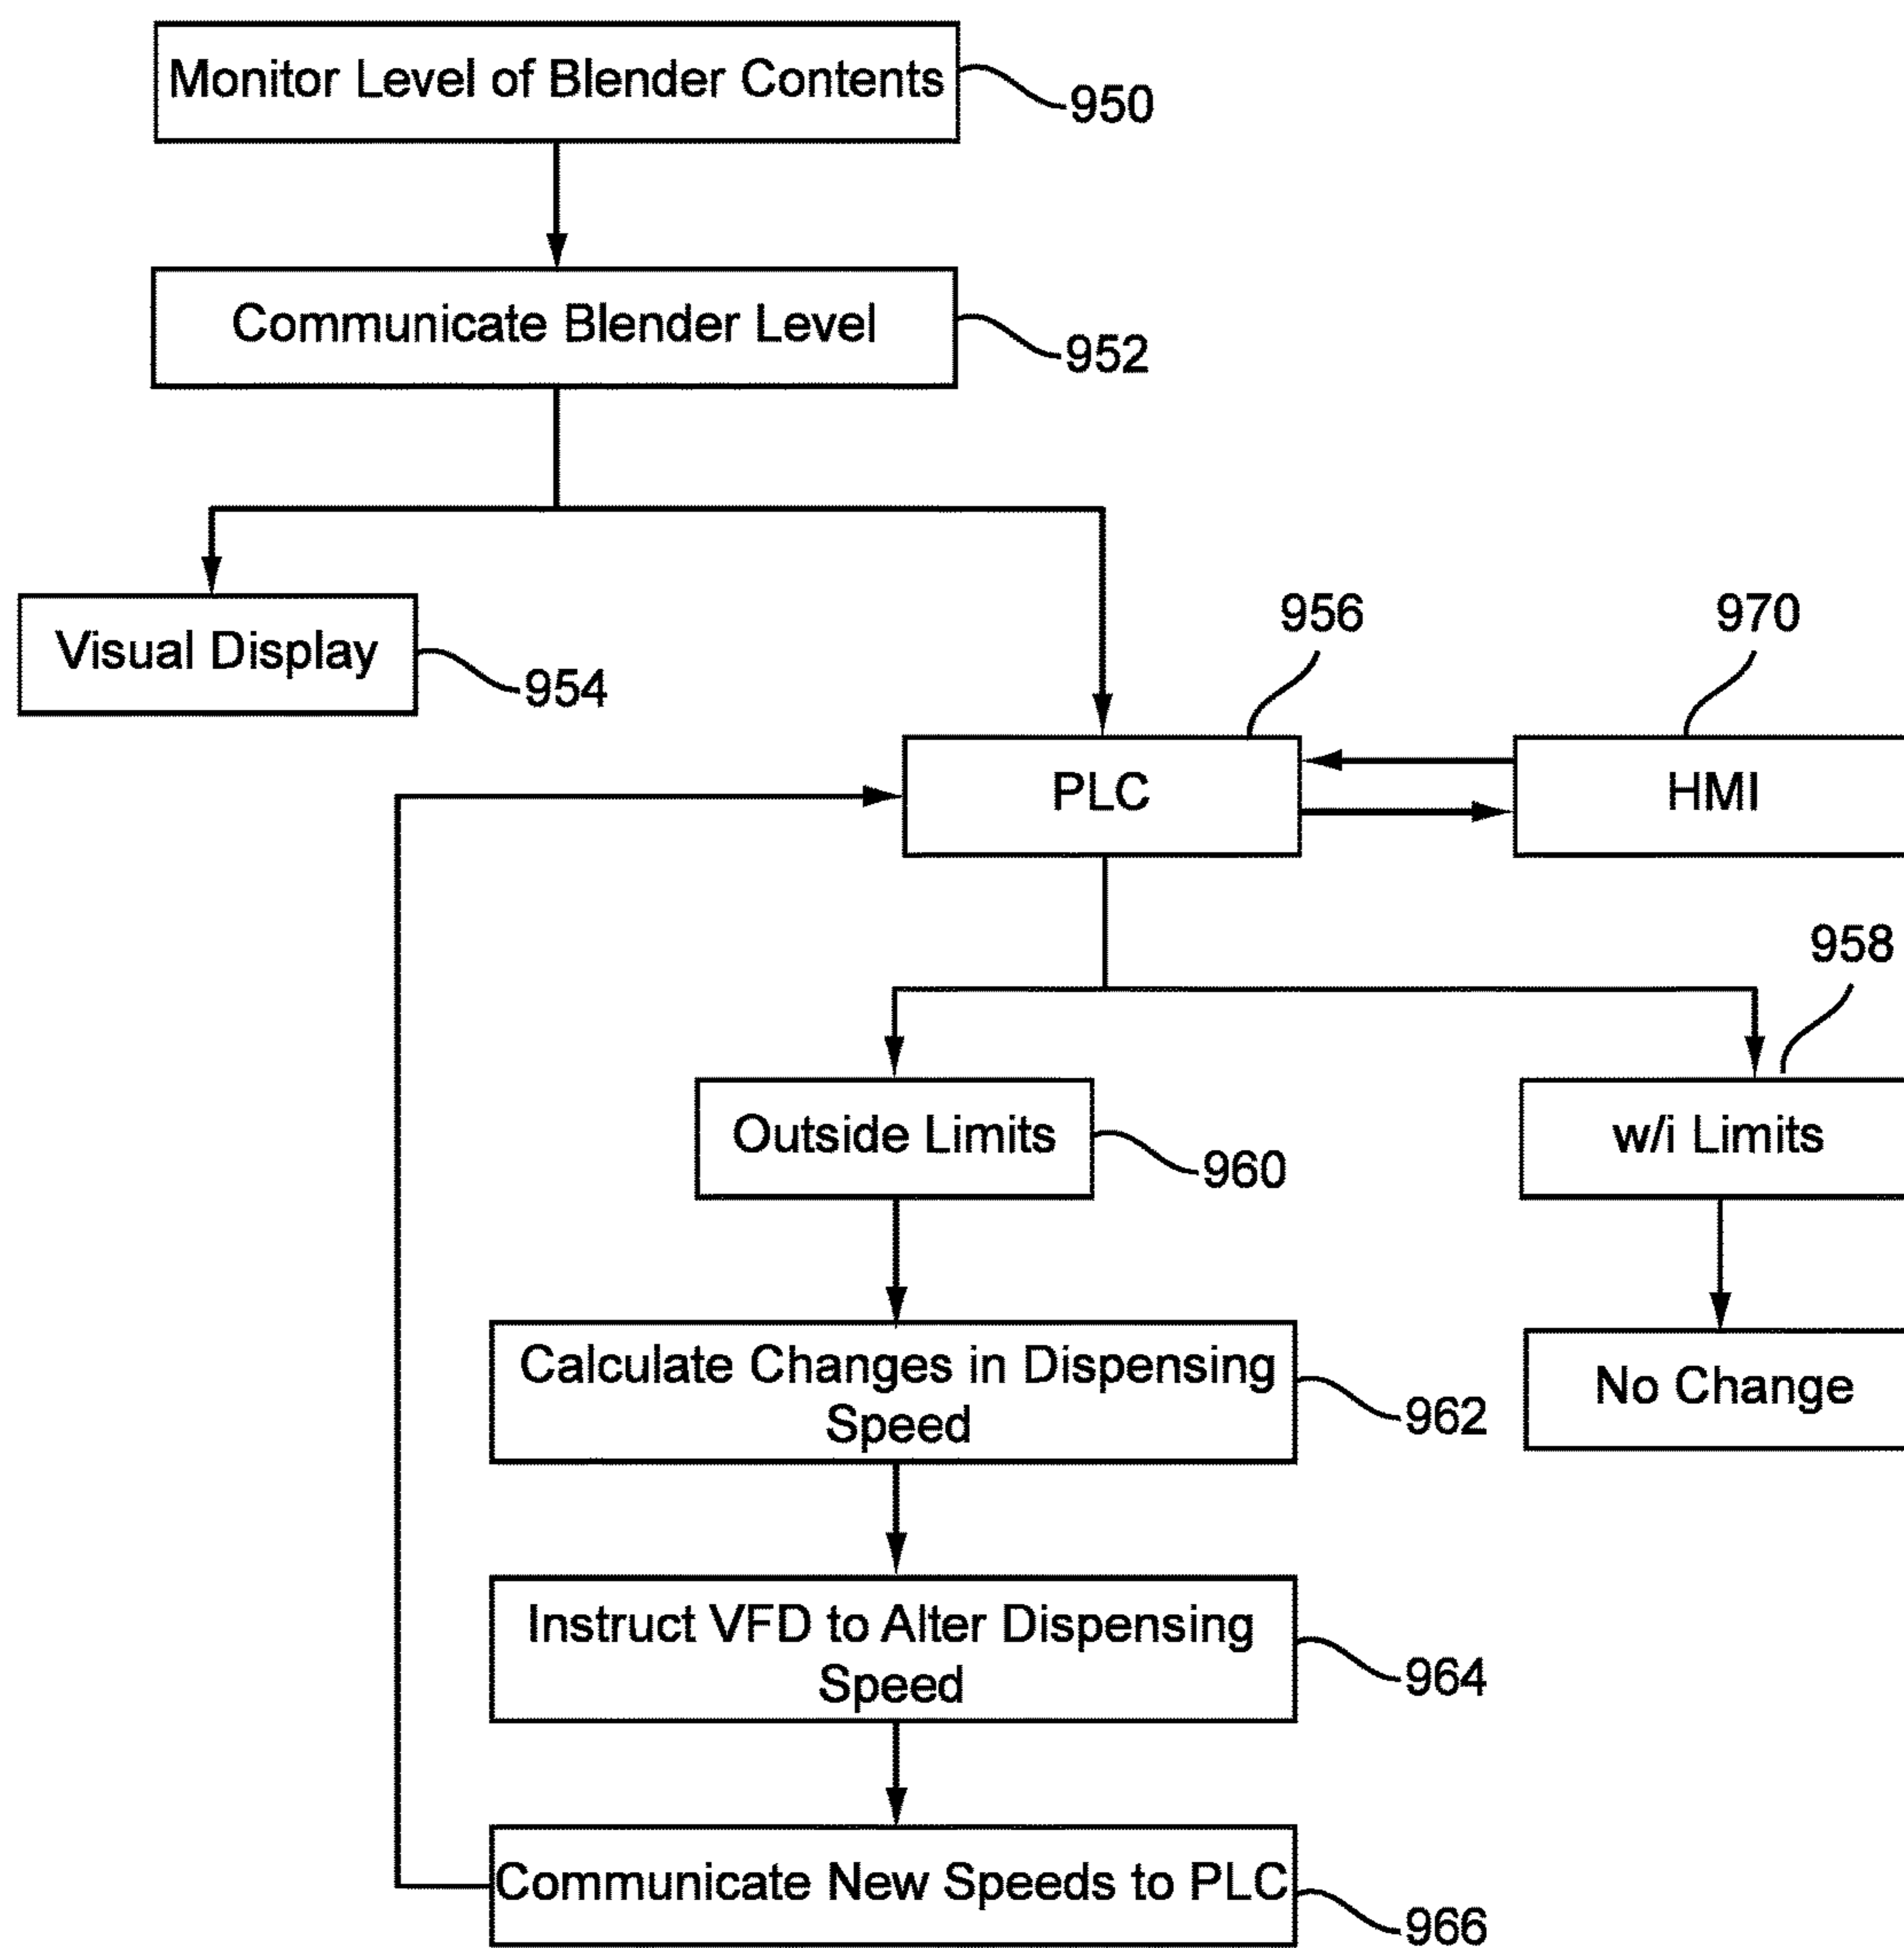 Monitor Level of Blender Contents
950
Communicate Blender Level
952
Visual Display
954
956
970
PLC
HMI
958
Outside Limits
960
w/i Limits
Calculate Changes in Dispensing
Speed
962
No Change
Instruct VFD to Alter Dispensing
Speed
964
Communicate New Speeds to PLC
966